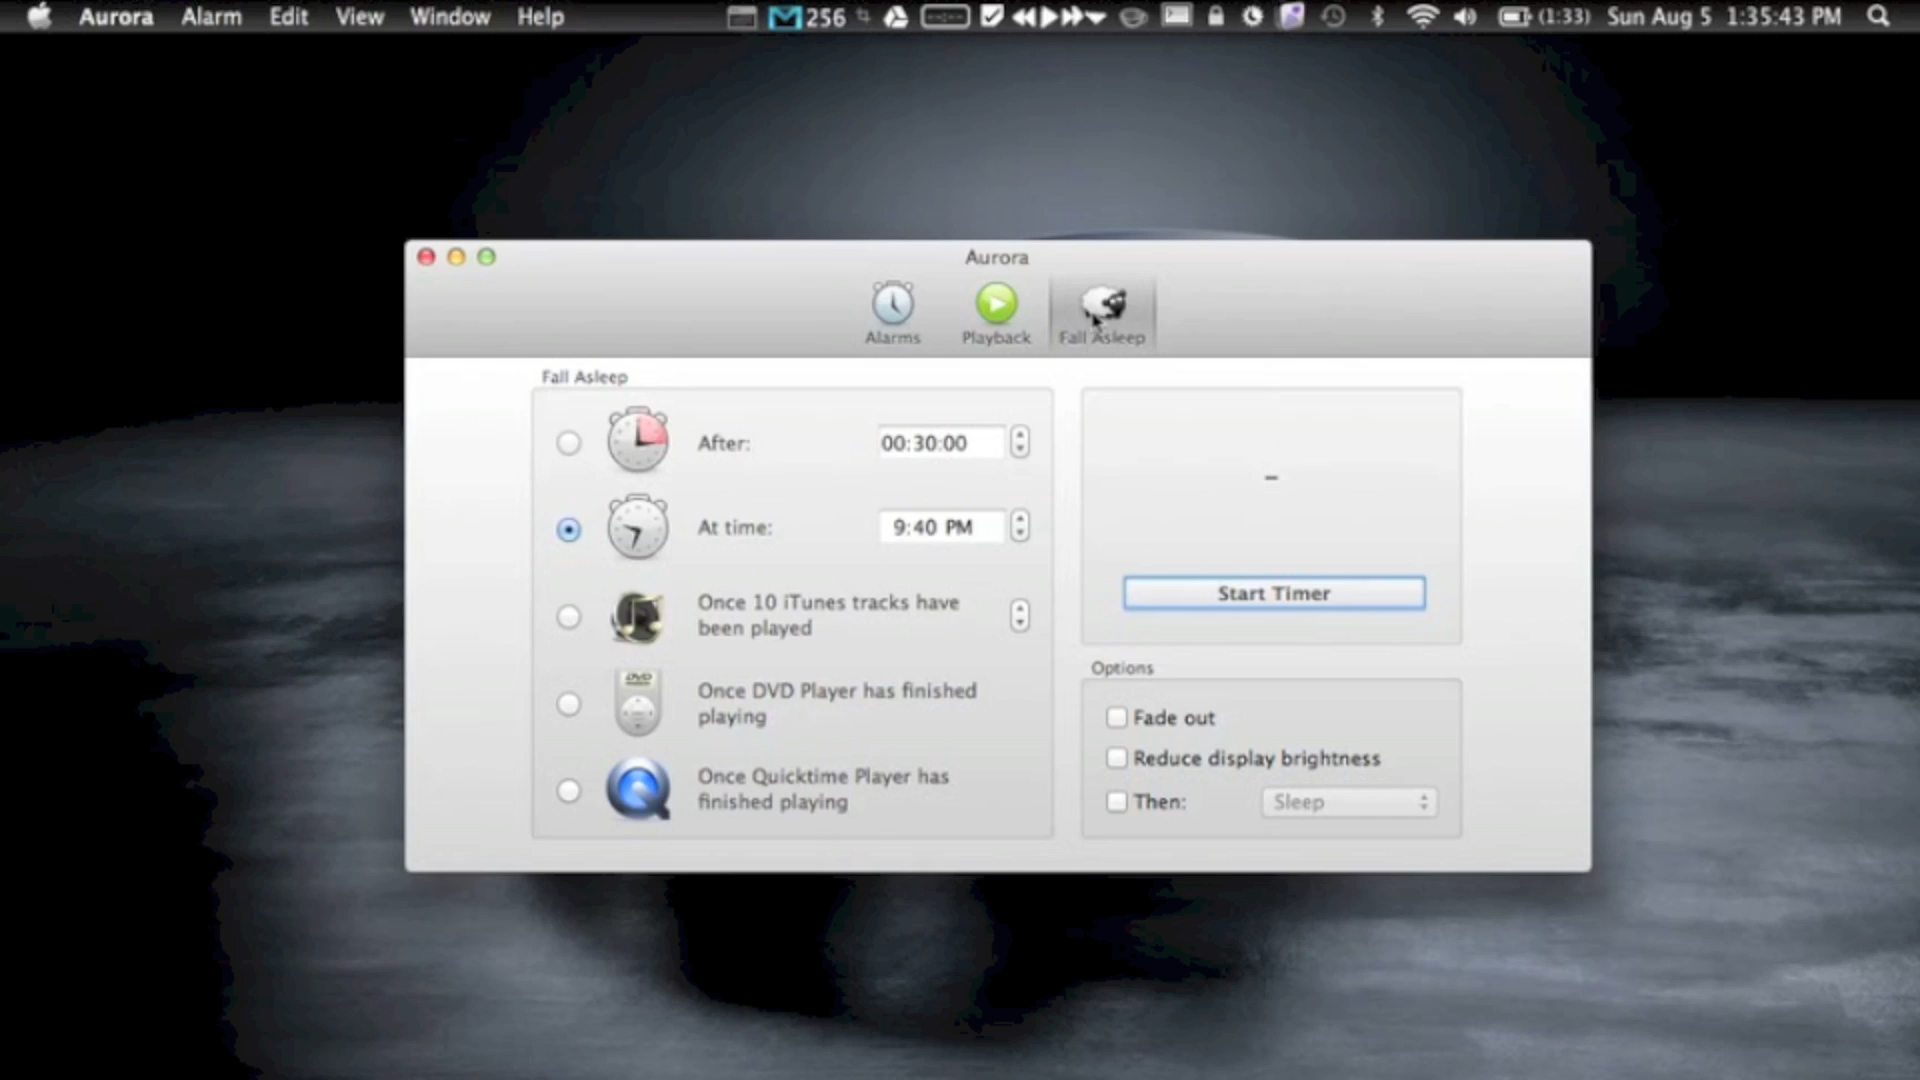 Aurora Alarm Edit View Window Help 256 (1:33) Sun Aug 5 1:35:43 PM
Aurora
Alarms Playback Fall Asleep
Fall Asleep
After: 00:30:00
At time: 9:40 PM
Once 10 iTunes tracks have
been played
DVD
Once DVD Player has finished
playing
Once Quicktime Player has
finished playing
–
Start Timer
Options
Fade out
Reduce display brightness
Then: Sleep